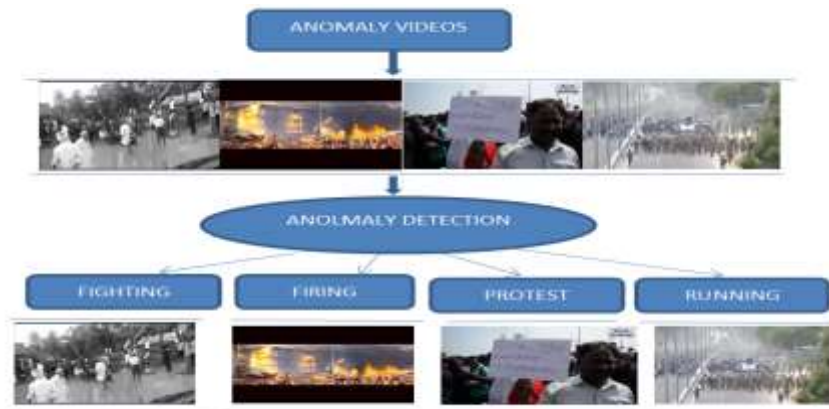 ANOMALY VIDEOS
ANOLMALY DETECTION
FIGHTING
FIRING
PROTEST
RUNNING